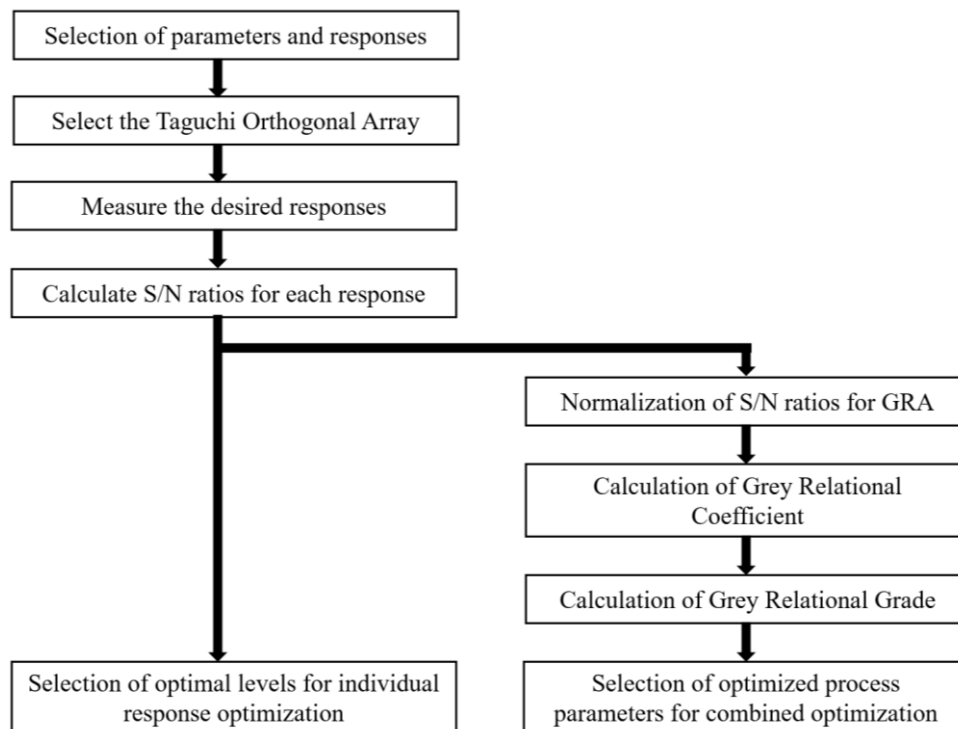 Selection of parameters and responses
Select the Taguchi Orthogonal Array
Measure the desired responses
Calculate S/N ratios for each response
Normalization of S/N ratios for GRA
Calculation of Grey Relational
Coefficient
Calculation of Grey Relational Grade
Selection of optimal levels for individual
response optimization
Selection of optimized process
parameters for combined optimization